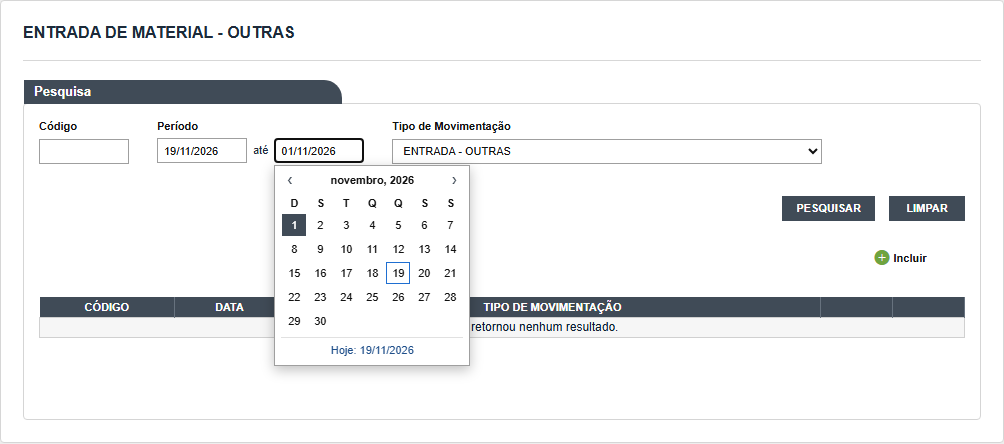 ENTRADA DE MATERIAL - OUTRAS
Pesquisa
Código Período Tipo de Movimentação
19/11/2026 até 01/11/2026 ENTRADA - OUTRAS
‹ novembro, 2026 ›
D S T Q Q S S
1 2 3 4 5 6 7
8 9 10 11 12 13 14
15 16 17 18 19 20 21
22 23 24 25 26 27 28
29 30
Hoje: 19/11/2026
PESQUISAR LIMPAR
+ Incluir
CÓDIGO DATA TIPO DE MOVIMENTAÇÃO
retornou nenhum resultado.